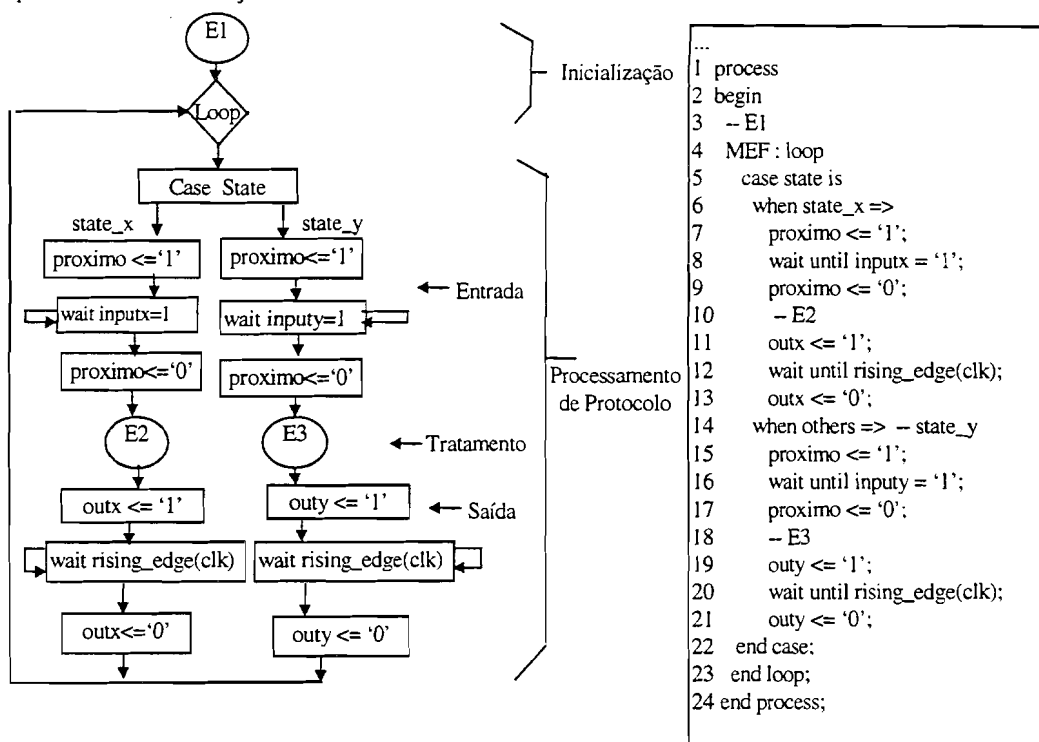 E1
Loop
Case State
state_x
state_y
proximo <='1'
proximo<='1'
wait inputx=1
wait inputy=1
proximo<='0'
proximo<='0'
E2
E3
outx <= '1'
outy <= '1'
wait rising_edge(clk)
wait rising_edge(clk)
outx<='0'
outy <= '0'
Inicialização
Entrada
Processamento
de Protocolo
Tratamento
Saída
...
1 process
2 begin
3 -- E1
4 MEF : loop
5 case state is
6 when state_x =>
7 proximo <= '1';
8 wait until inputx = '1';
9 proximo <= '0';
10 -- E2
11 outx <= '1';
12 wait until rising_edge(clk);
13 outx <= '0';
14 when others => -- state_y
15 proximo <= '1';
16 wait until inputy = '1';
17 proximo <= '0';
18 -- E3
19 outy <= '1';
20 wait until rising_edge(clk);
21 outy <= '0';
22 end case;
23 end loop;
24 end process;